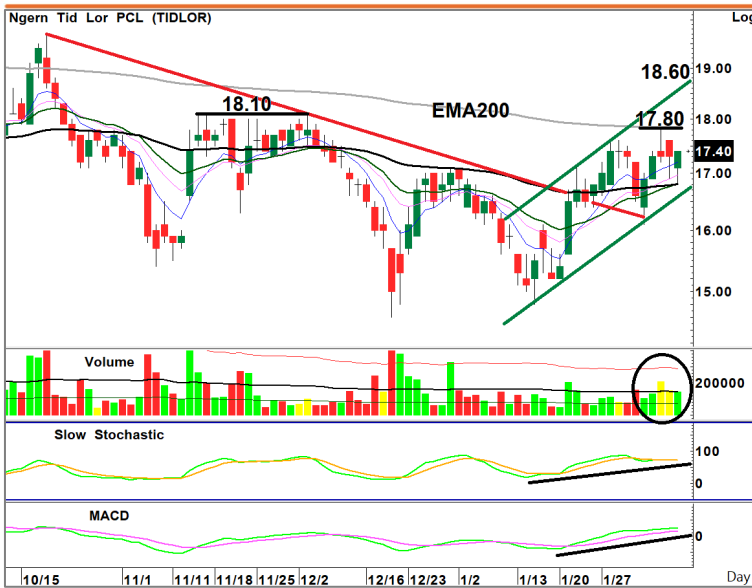 Ngern Tid Lor PCL (TIDLOR)
Log
19.00
18.60
18.10
EMA200
18.00
17.80
17.40
17.00
16.00
15.00
Volume
200000
Slow Stochastic
100
0
MACD
0
10/15 11/1 11/11 11/18 11/25 12/2 12/16 12/23 1/2 1/13 1/20 1/27 Day